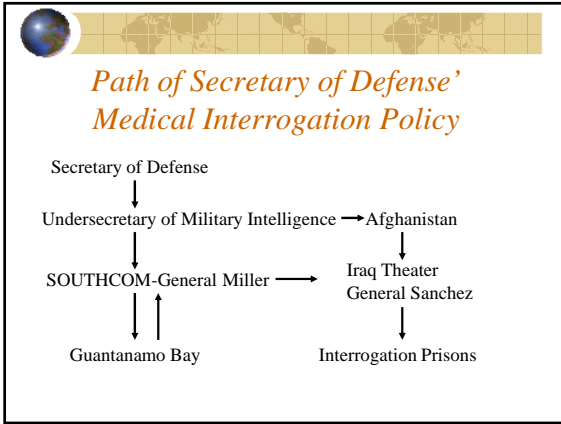 Path of Secretary of Defense’
Medical Interrogation Policy
Secretary of Defense
Undersecretary of Military Intelligence
Afghanistan
SOUTHCOM-General Miller
Iraq Theater
General Sanchez
Guantanamo Bay
Interrogation Prisons